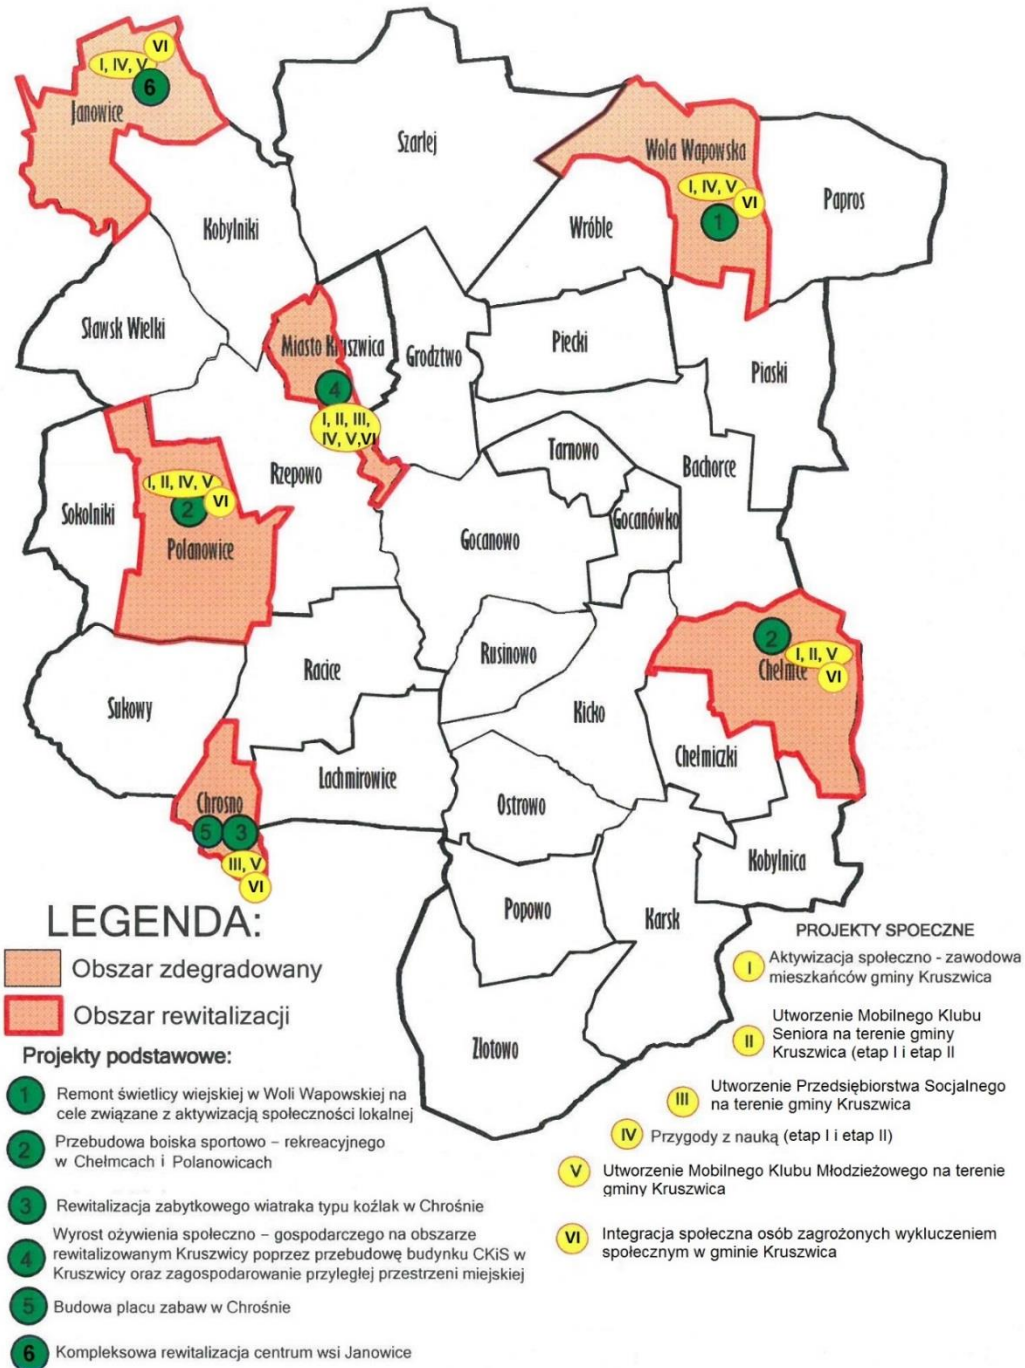 VI
I, IV, V
6
Janowice
Szarlej
Wola Wapowska
I, IV, V
VI
1
Papros
Wróble
Kobylniki
Sławsk Wielki
Miasto Kruszwica
Grodztwo
Piecki
Piaski
4
I, II, III,
IV, V,VI
Tarnowo
Bachorce
Rzępowo
I, II, IV, V
VI
2
Sokolniki
Polanowice
Gocanowo
Gocanówko
2
I, II, V
Chełmce
VI
Rusinowo
Racice
Sukowy
Kicko
Chełmiczki
Lachmirowice
Ostrowo
Chrosno
5
3
III, V
VI
Kobylnica
Popowo
Karsk
Złotowo
LEGENDA:
Obszar zdegradowany
Obszar rewitalizacji
Projekty podstawowe:
1 Remont świetlicy wiejskiej w Woli Wapowskiej na
cele związane z aktywizacją społeczności lokalnej
2 Przebudowa boiska sportowo – rekreacyjnego
w Chełmcach i Polanowicach
3 Rewitalizacja zabytkowego wiatraka typu koźlak w Chrośnie
4 Wyrost ożywienia społeczno – gospodarczego na obszarze
rewitalizowanym Kruszwicy poprzez przebudowę budynku CKiS w
Kruszwicy oraz zagospodarowanie przyległej przestrzeni miejskiej
5 Budowa placu zabaw w Chrośnie
6 Kompleksowa rewitalizacja centrum wsi Janowice
PROJEKTY SPOECZNE
I Aktywizacja społeczno - zawodowa
mieszkańców gminy Kruszwica
II Utworzenie Mobilnego Klubu
Seniora na terenie gminy
Kruszwica (etap I i etap II
III Utworzenie Przedsiębiorstwa Socjalnego
na terenie gminy Kruszwica
IV Przygody z nauką (etap I i etap II)
V Utworzenie Mobilnego Klubu Młodzieżowego na terenie
gminy Kruszwica
VI Integracja społeczna osób zagrożonych wykluczeniem
społecznym w gminie Kruszwica